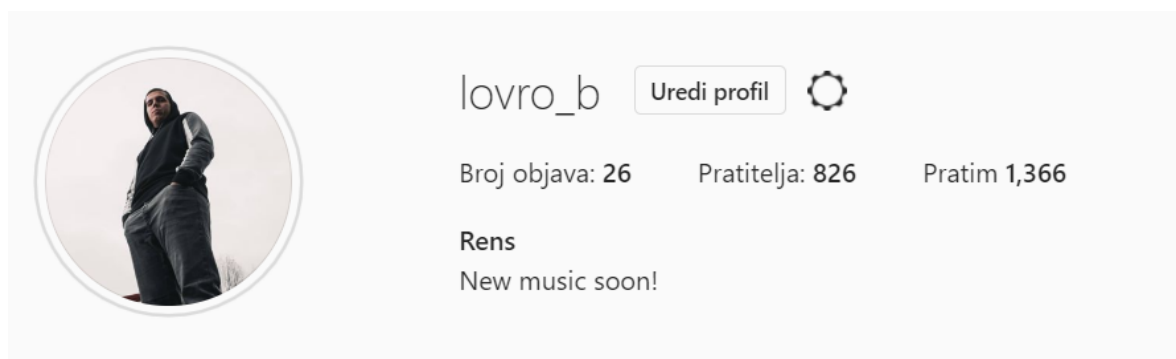 lovro_b Uredi profil
Broj objava: 26 Pratitelja: 826 Pratim 1,366
Rens
New music soon!